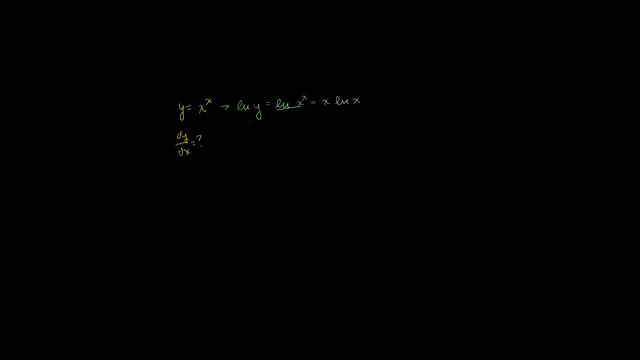 y = x^x → ln y = ln x^x = x ln x
dy/dx = ?